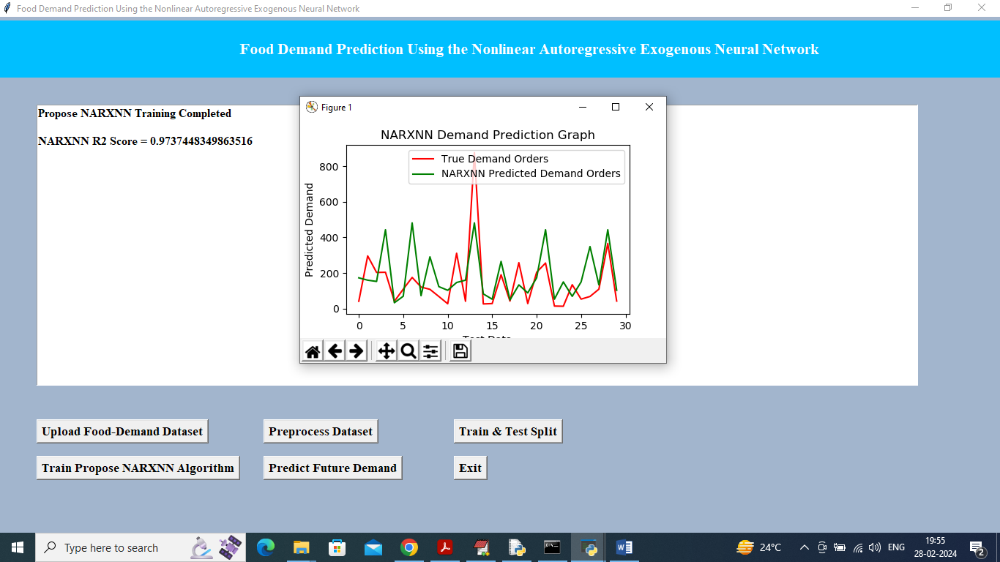 Food Demand Prediction Using the Nonlinear Autoregressive Exogenous Neural Network
Food Demand Prediction Using the Nonlinear Autoregressive Exogenous Neural Network
Propose NARXNN Training Completed
NARXNN R2 Score = 0.9737448349863516
Figure 1
NARXNN Demand Prediction Graph
True Demand Orders
NARXNN Predicted Demand Orders
Predicted Demand
800
600
400
200
0
0 5 10 15 20 25 30
Test Data
Upload Food-Demand Dataset
Preprocess Dataset
Train & Test Split
Train Propose NARXNN Algorithm
Predict Future Demand
Exit
Type here to search
24°C
ENG
19:55
28-02-2024
2